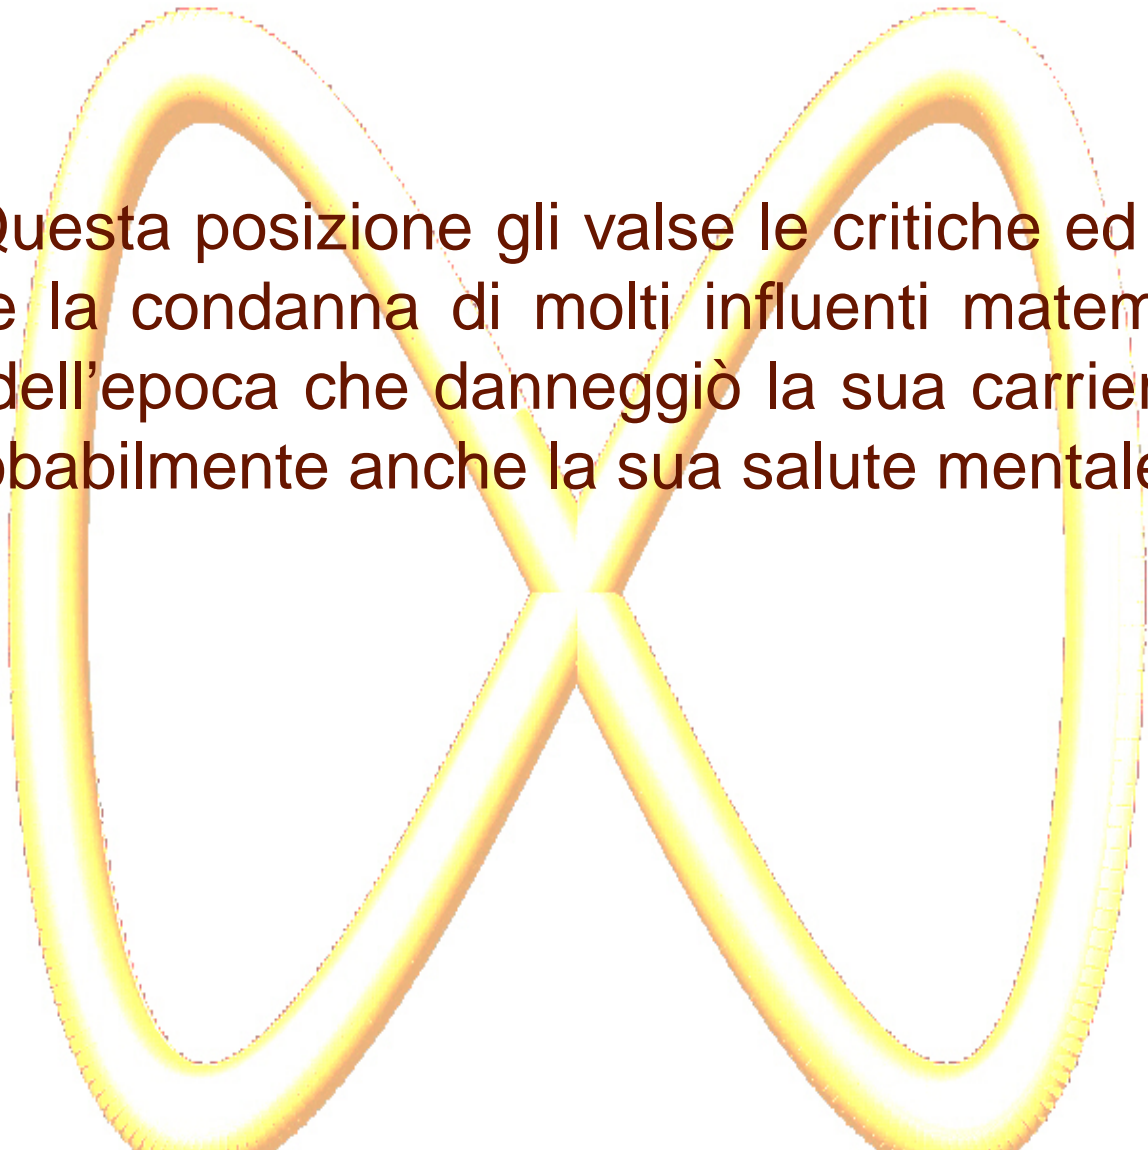 Questa posizione gli valse le critiche ed
e la condanna di molti influenti matem
dell’epoca che danneggiò la sua carrier
obabilmente anche la sua salute mentale